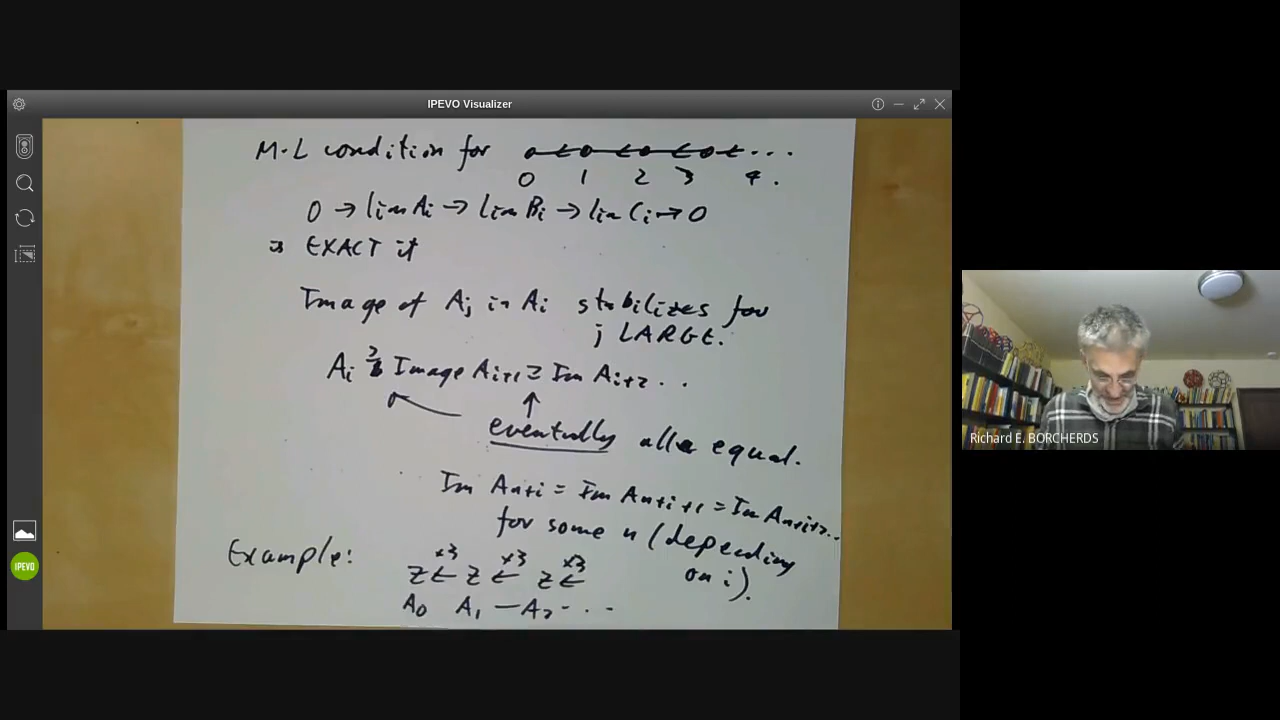 IPEVO Visualizer
M-L condition for
0 1 2 3 4 .
0 → lim Ai → lim Bi → lim Ci → 0
is EXACT if
Image of Aj in Ai stabilizes for
j LARGE.
Ai ⊇ Image Ai+1 ⊇ Im Ai+2 . .
eventually all equal.
Im An+i = Im An+i+1 = Im An+i+2...
for some n (depending
on i).
Example:
×3 ×3 ×3
Z ← Z ← Z ←
A0 A1 — A2 - . . -
IPEVO
Richard E. BORCHERDS